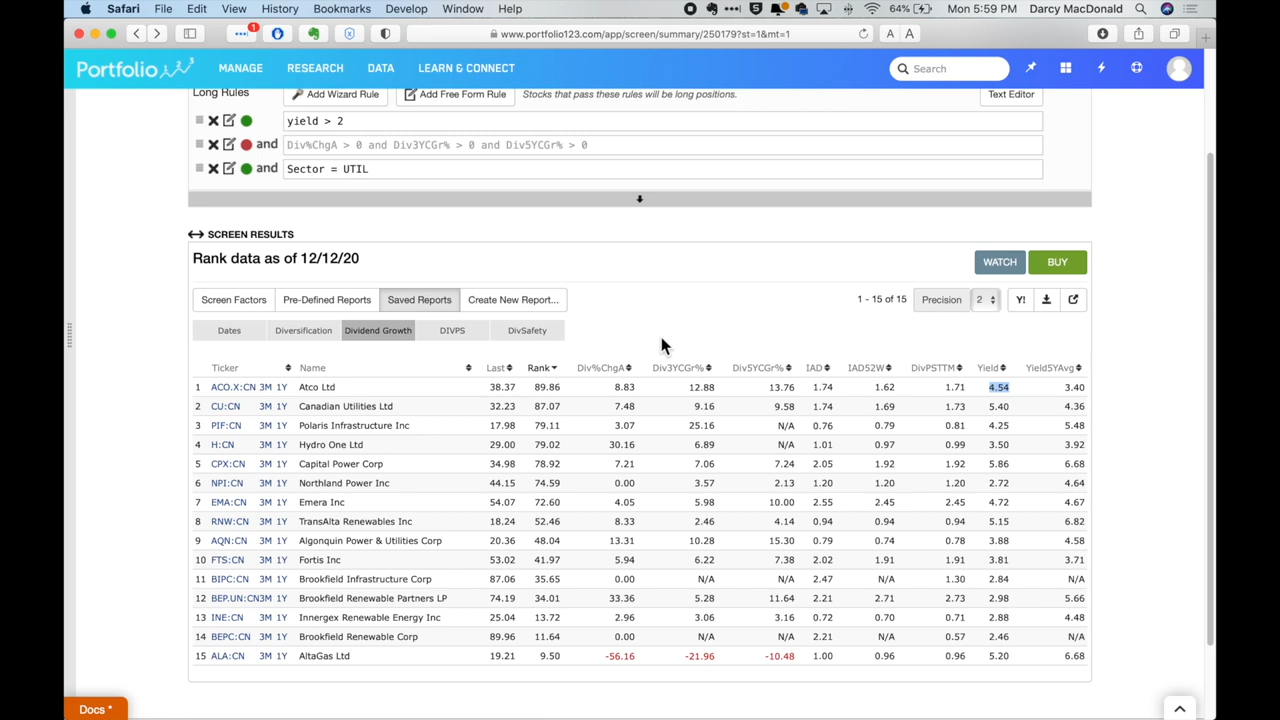 Safari File Edit View History Bookmarks Develop Window Help 64% Mon 5:59 PM Darcy MacDonald
www.portfolio123.com/app/screen/summary/250179?st=1&mt=1 A A
Portfolio MANAGE RESEARCH DATA LEARN & CONNECT Search
Long Rules Add Wizard Rule Add Free Form Rule Stocks that pass these rules will be long positions. Text Editor
yield > 2
and Div%ChgA > 0 and Div3YCGr% > 0 and Div5YCGr% > 0
and Sector = UTIL
SCREEN RESULTS
Rank data as of 12/12/20 WATCH BUY
Screen Factors Pre-Defined Reports Saved Reports Create New Report... 1 - 15 of 15 Precision 2 Y!
Dates Diversification Dividend Growth DIVPS DivSafety
Ticker Name Last Rank Div%ChgA Div3YCGr% Div5YCGr% IAD IAD52W DivPSTTM Yield Yield5YAvg
1 ACO.X:CN 3M 1Y Atco Ltd 38.37 89.86 8.83 12.88 13.76 1.74 1.62 1.71 4.54 3.40
2 CU:CN 3M 1Y Canadian Utilities Ltd 32.23 87.07 7.48 9.16 9.58 1.74 1.69 1.73 5.40 4.36
3 PIF:CN 3M 1Y Polaris Infrastructure Inc 17.98 79.11 3.07 25.16 N/A 0.76 0.79 0.81 4.25 5.48
4 H:CN 3M 1Y Hydro One Ltd 29.00 79.02 30.16 6.89 N/A 1.01 0.97 0.99 3.50 3.92
5 CPX:CN 3M 1Y Capital Power Corp 34.98 78.92 7.21 7.06 7.24 2.05 1.92 1.92 5.86 6.68
6 NPI:CN 3M 1Y Northland Power Inc 44.15 74.59 0.00 3.57 2.13 1.20 1.20 1.20 2.72 4.64
7 EMA:CN 3M 1Y Emera Inc 54.07 72.60 4.05 5.98 10.00 2.55 2.45 2.45 4.72 4.67
8 RNW:CN 3M 1Y TransAlta Renewables Inc 18.24 52.46 8.33 2.46 4.14 0.94 0.94 0.94 5.15 6.82
9 AQN:CN 3M 1Y Algonquin Power & Utilities Corp 20.36 48.04 13.31 10.28 15.30 0.79 0.74 0.78 3.88 4.58
10 FTS:CN 3M 1Y Fortis Inc 53.02 41.97 5.94 6.22 7.38 2.02 1.91 1.91 3.81 3.71
11 BIPC:CN 3M 1Y Brookfield Infrastructure Corp 87.06 35.65 0.00 N/A N/A 2.47 N/A 1.30 2.84 N/A
12 BEP.UN:CN 3M 1Y Brookfield Renewable Partners LP 74.19 34.01 33.36 5.28 11.64 2.21 2.71 2.73 2.98 5.66
13 INE:CN 3M 1Y Innergex Renewable Energy Inc 25.04 13.72 2.96 3.06 3.16 0.72 0.70 0.71 2.88 4.48
14 BEPC:CN 3M 1Y Brookfield Renewable Corp 89.96 11.64 0.00 N/A N/A 2.21 N/A 0.57 2.46 N/A
15 ALA:CN 3M 1Y AltaGas Ltd 19.21 9.50 -56.16 -21.96 -10.48 1.00 0.96 0.96 5.20 6.68
Docs *